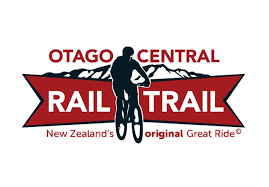 OTAGO CENTRAL
RAIL TRAIL
New Zealand's original Great Ride©